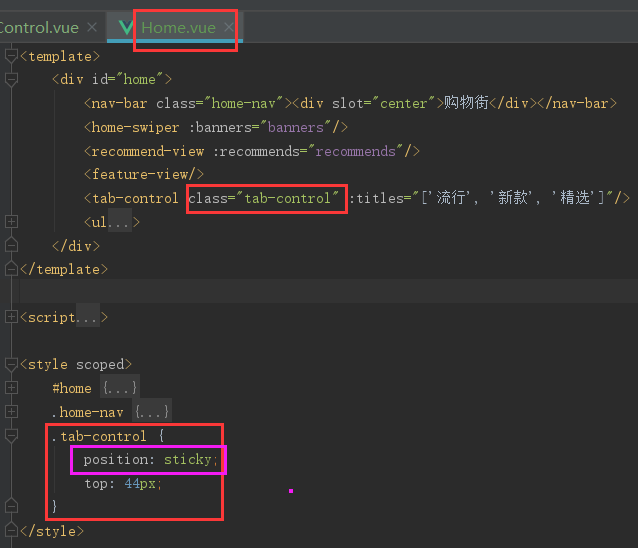 Control.vue Home.vue
<template>
<div id="home">
<nav-bar class="home-nav"><div slot="center">购物街</div></nav-bar>
<home-swiper :banners="banners"/>
<recommend-view :recommends="recommends"/>
<feature-view/>
<tab-control class="tab-control" :titles="['流行', '新款', '精选']"/>
<ul...>
</div>
</template>
<script...>
<style scoped>
#home {...}
.home-nav {...}
.tab-control {
position: sticky;
top: 44px;
}
</style>